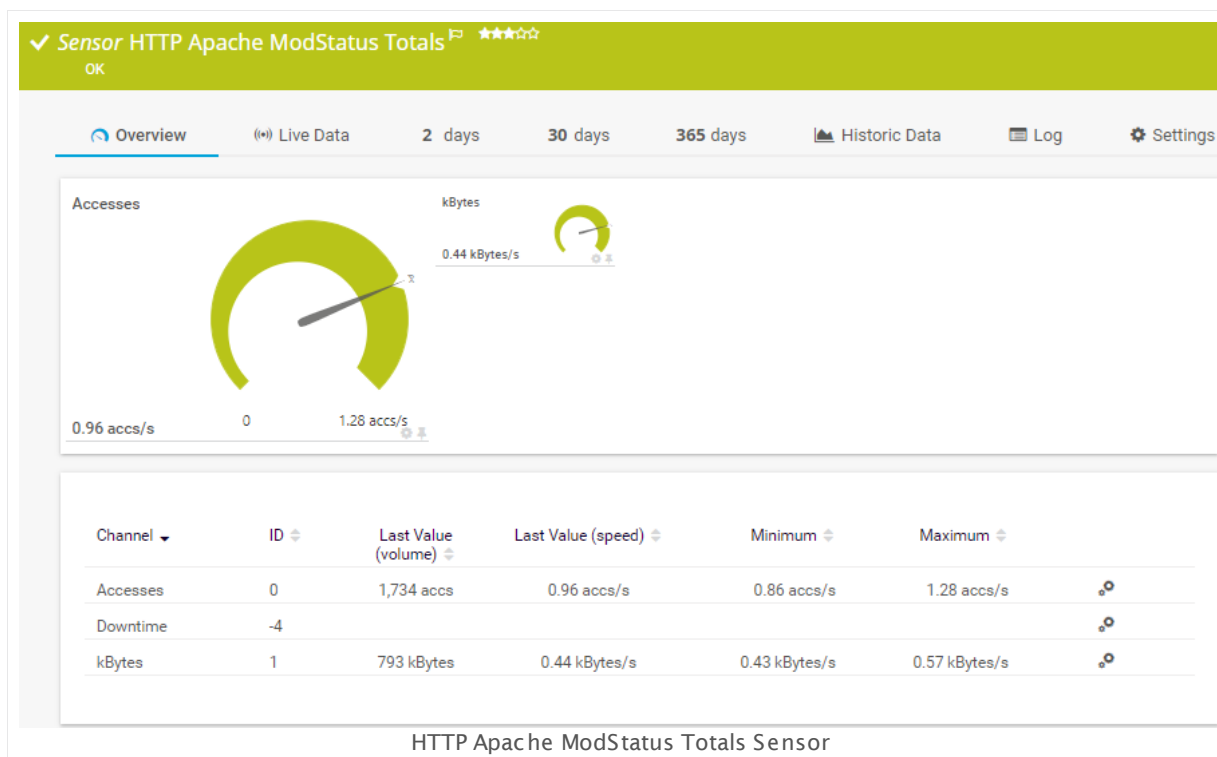 Sensor HTTP Apache ModStatus Totals
OK
Overview Live Data 2 days 30 days 365 days Historic Data Log Settings
Accesses
0.96 accs/s
0 1.28 accs/s
kBytes
0.44 kBytes/s
Channel ID Last Value (volume) Last Value (speed) Minimum Maximum
Accesses 0 1,734 accs 0.96 accs/s 0.86 accs/s 1.28 accs/s
Downtime -4
kBytes 1 793 kBytes 0.44 kBytes/s 0.43 kBytes/s 0.57 kBytes/s
HTTP Apache ModStatus Totals Sensor